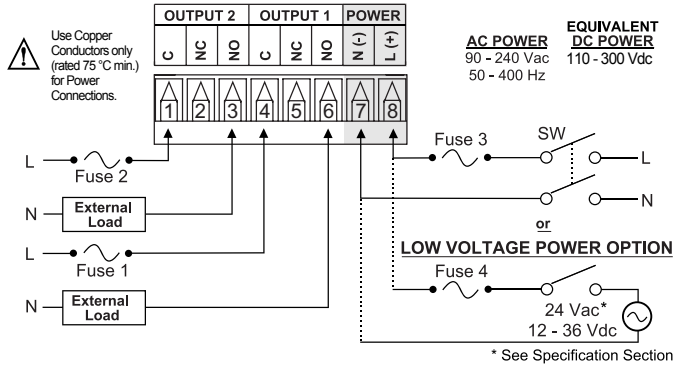 OUTPUT 2 OUTPUT 1 POWER
C NC NO C NC NO N (-) L (+)
1 2 3 4 5 6 7 8
Use Copper
Conductors only
(rated 75 °C min.)
for Power
Connections.
AC POWER
90 - 240 Vac
50 - 400 Hz
EQUIVALENT
DC POWER
110 - 300 Vdc
L
Fuse 2
N
External
Load
L
Fuse 1
N
External
Load
Fuse 3
SW
L
N
or
LOW VOLTAGE POWER OPTION
Fuse 4
24 Vac*
12 - 36 Vdc
* See Specification Section